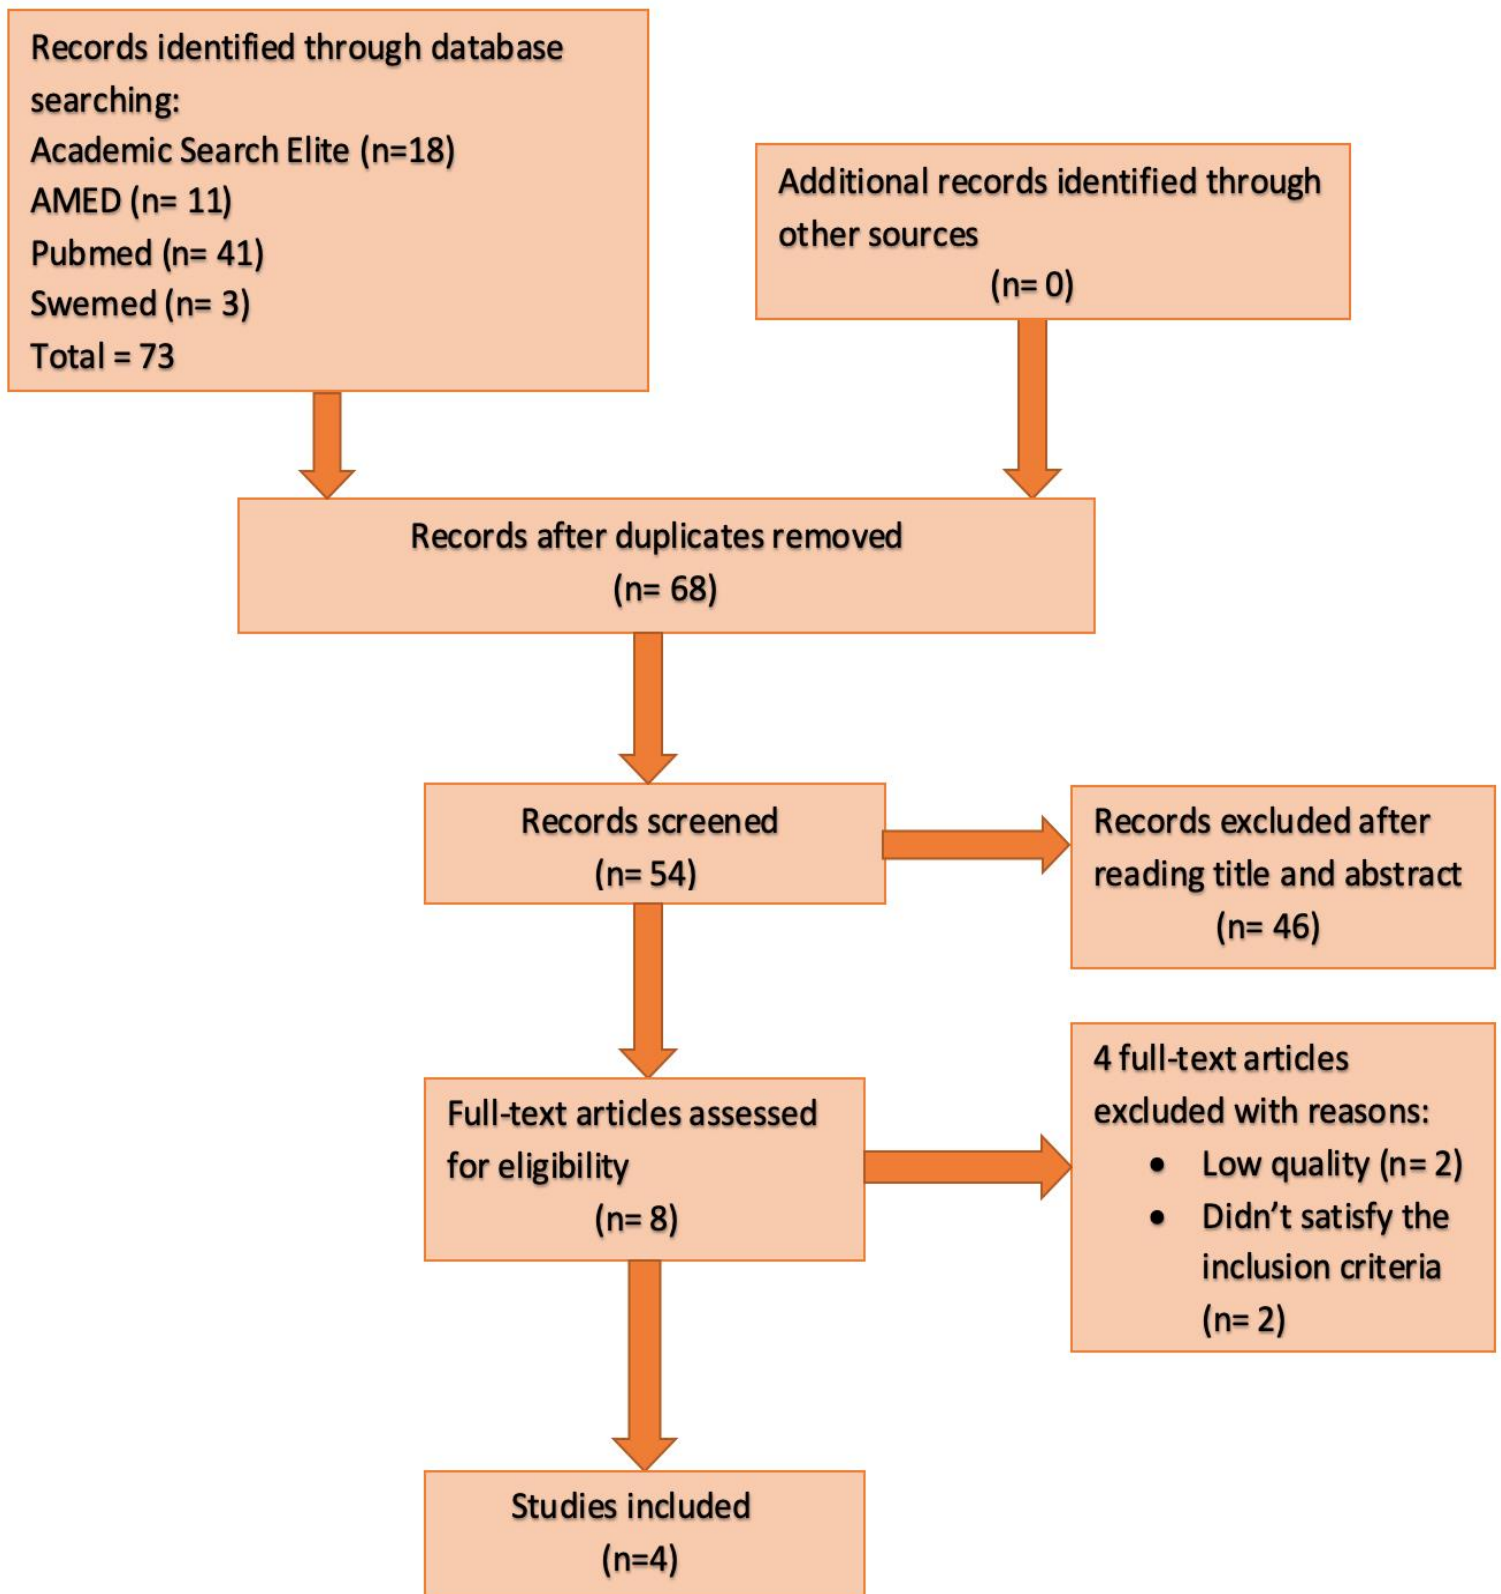 Records identified through database
searching:
Academic Search Elite (n=18)
AMED (n= 11)
Pubmed (n= 41)
Swemed (n= 3)
Total = 73
Additional records identified through
other sources
(n= 0)
Records after duplicates removed
(n= 68)
Records screened
(n= 54)
Records excluded after
reading title and abstract
(n= 46)
Full-text articles assessed
for eligibility
(n= 8)
4 full-text articles
excluded with reasons:
• Low quality (n= 2)
• Didn’t satisfy the
inclusion criteria
(n= 2)
Studies included
(n=4)